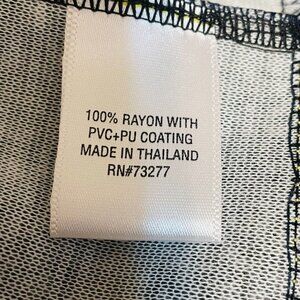 100% RAYON WITH
PVC+PU COATING
MADE IN THAILAND
RN#73277